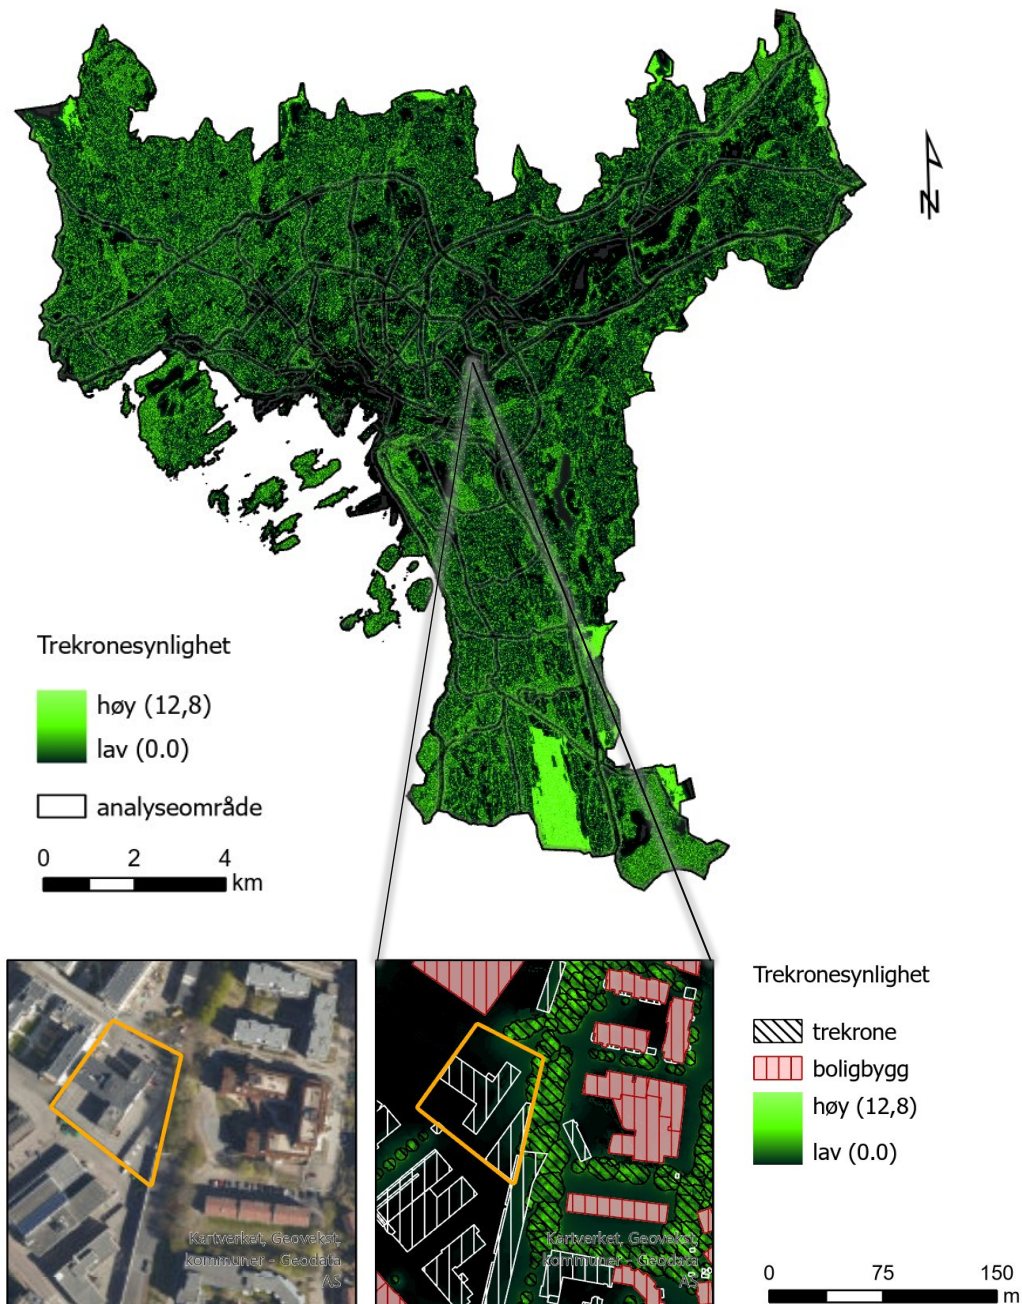 N
Trekronesynlighet
høy (12,8)
lav (0.0)
analyseområde
0 2 4
km
Trekronesynlighet
trekrone
boligbygg
høy (12,8)
lav (0.0)
Kartverket, Geovekst,
kommuner - Geodata
AS
Kartverket, Geovekst,
kommuner - Geodata
AS
0 75 150
m